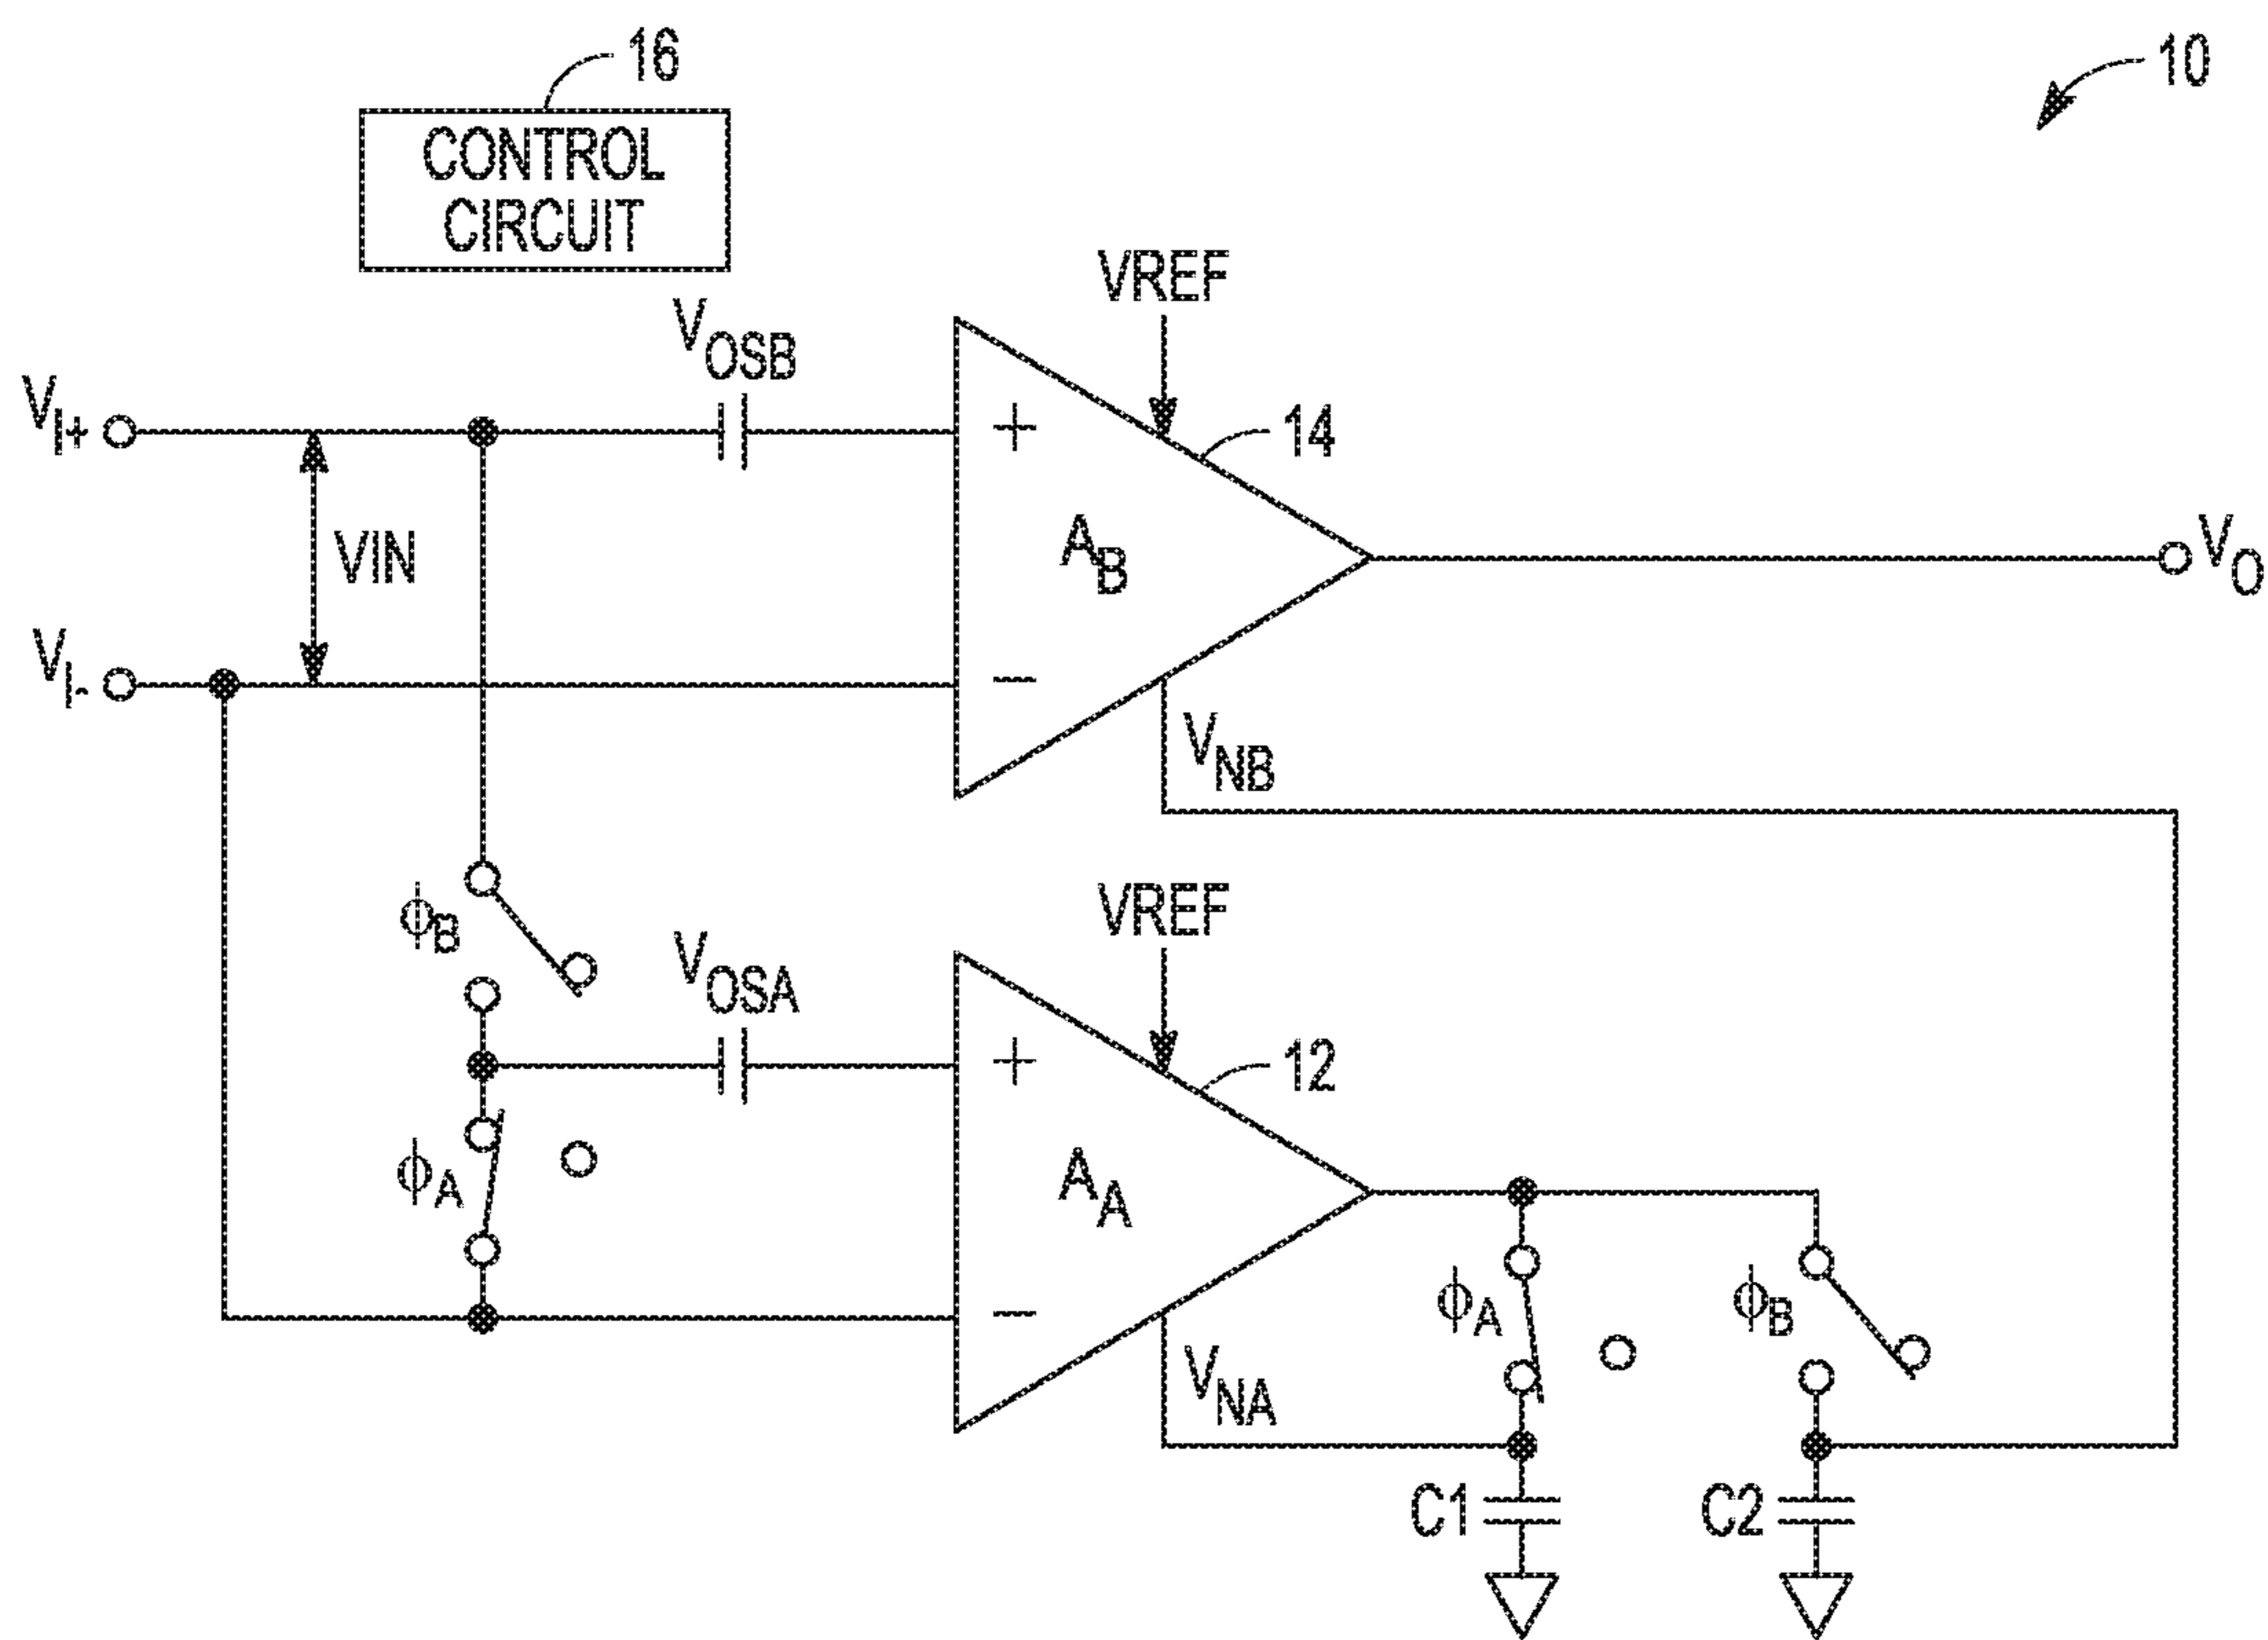 16
10
CONTROL
CIRCUIT
VREF
VOSB
VI+
+
14
VIN
AB
VO
VI-
−
VNB
ϕB
VREF
VOSA
+
12
ϕA
AA
ϕA
ϕB
−
VNA
C1
C2